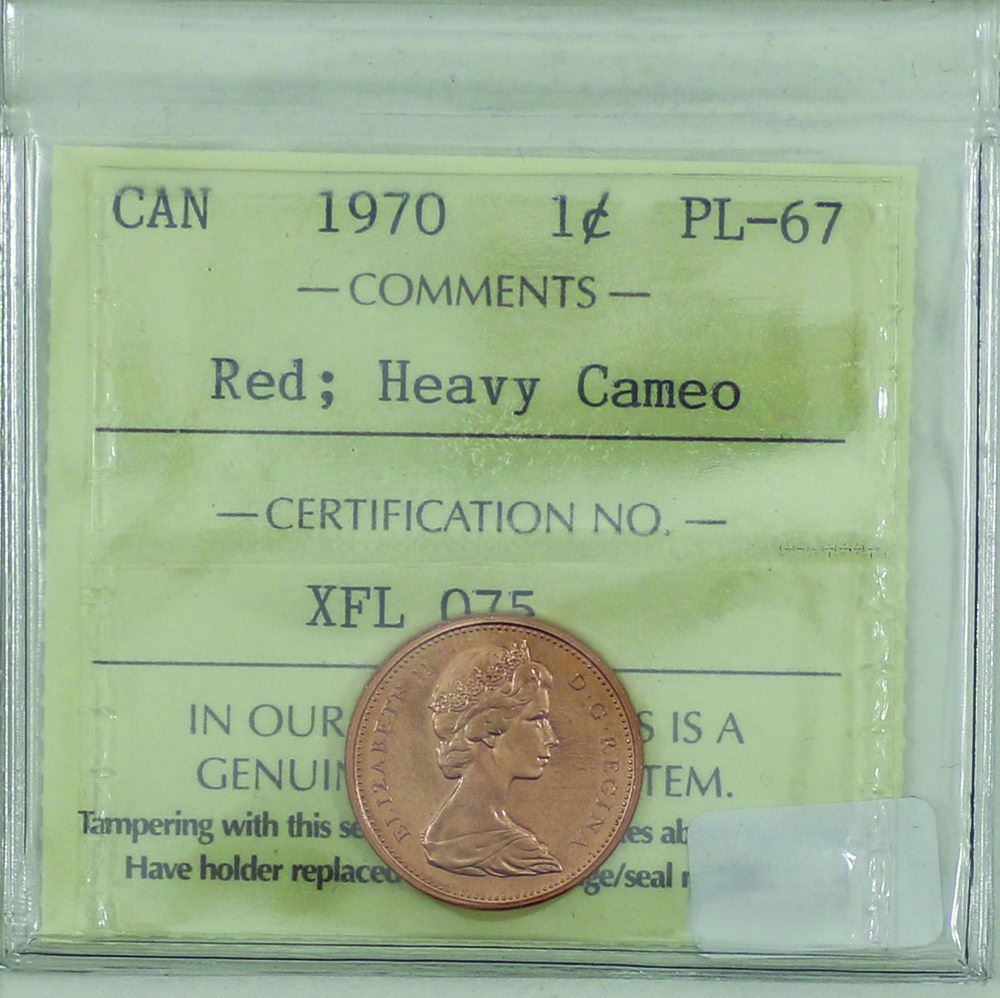 CAN 1970 1¢ PL-67
— COMMENTS —
Red; Heavy Cameo
— CERTIFICATION NO. —
XFL 075
IN OUR S IS A
GENUI TEM.
Tampering with this se es ab
Have holder replaced ge/seal
ELIZABETH II D·G·REGINA